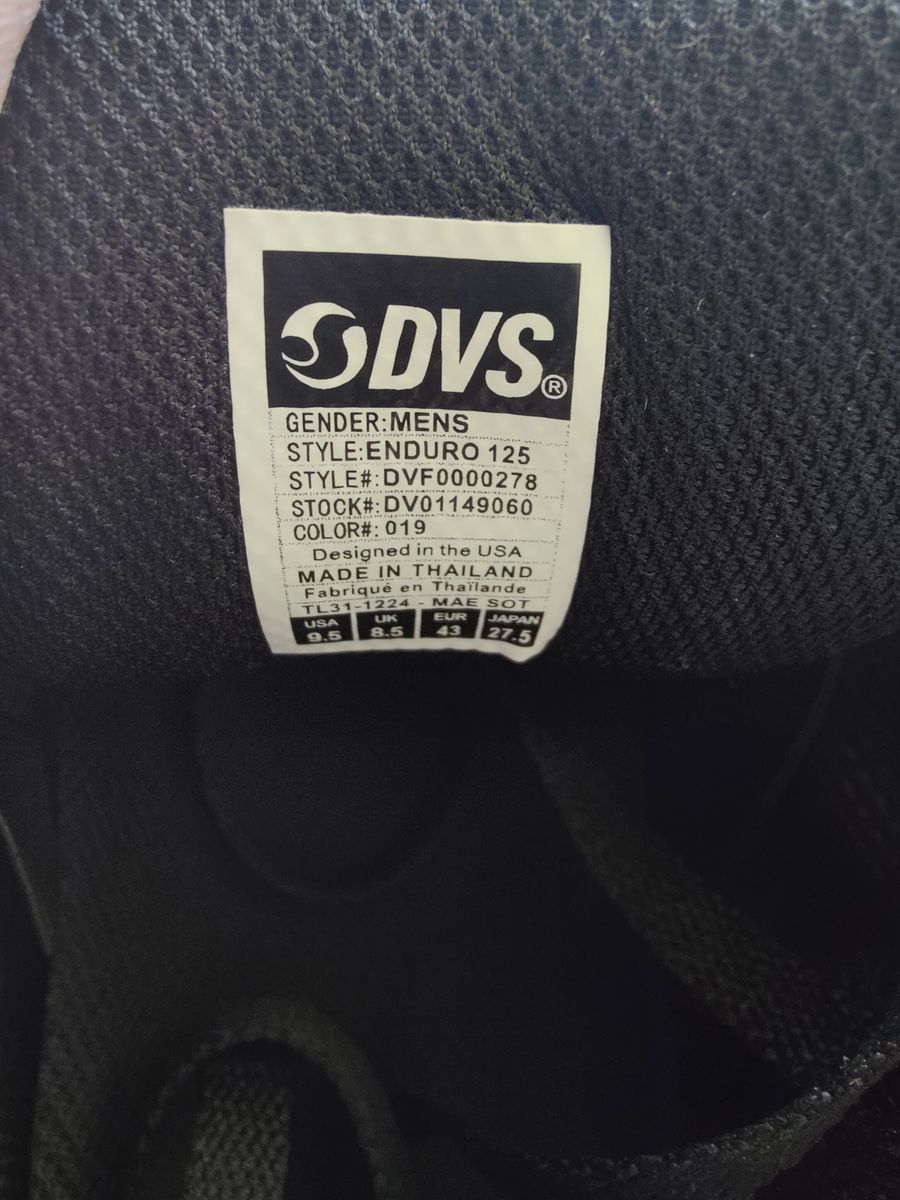 DVS®
GENDER:MENS
STYLE:ENDURO 125
STYLE#:DVF0000278
STOCK#:DV01149060
COLOR#: 019
Designed in the USA
MADE IN THAILAND
Fabriqué en Thaïlande
TL31-1224 - MAE SOT
USA UK EUR JAPAN
9.5 8.5 43 27.5